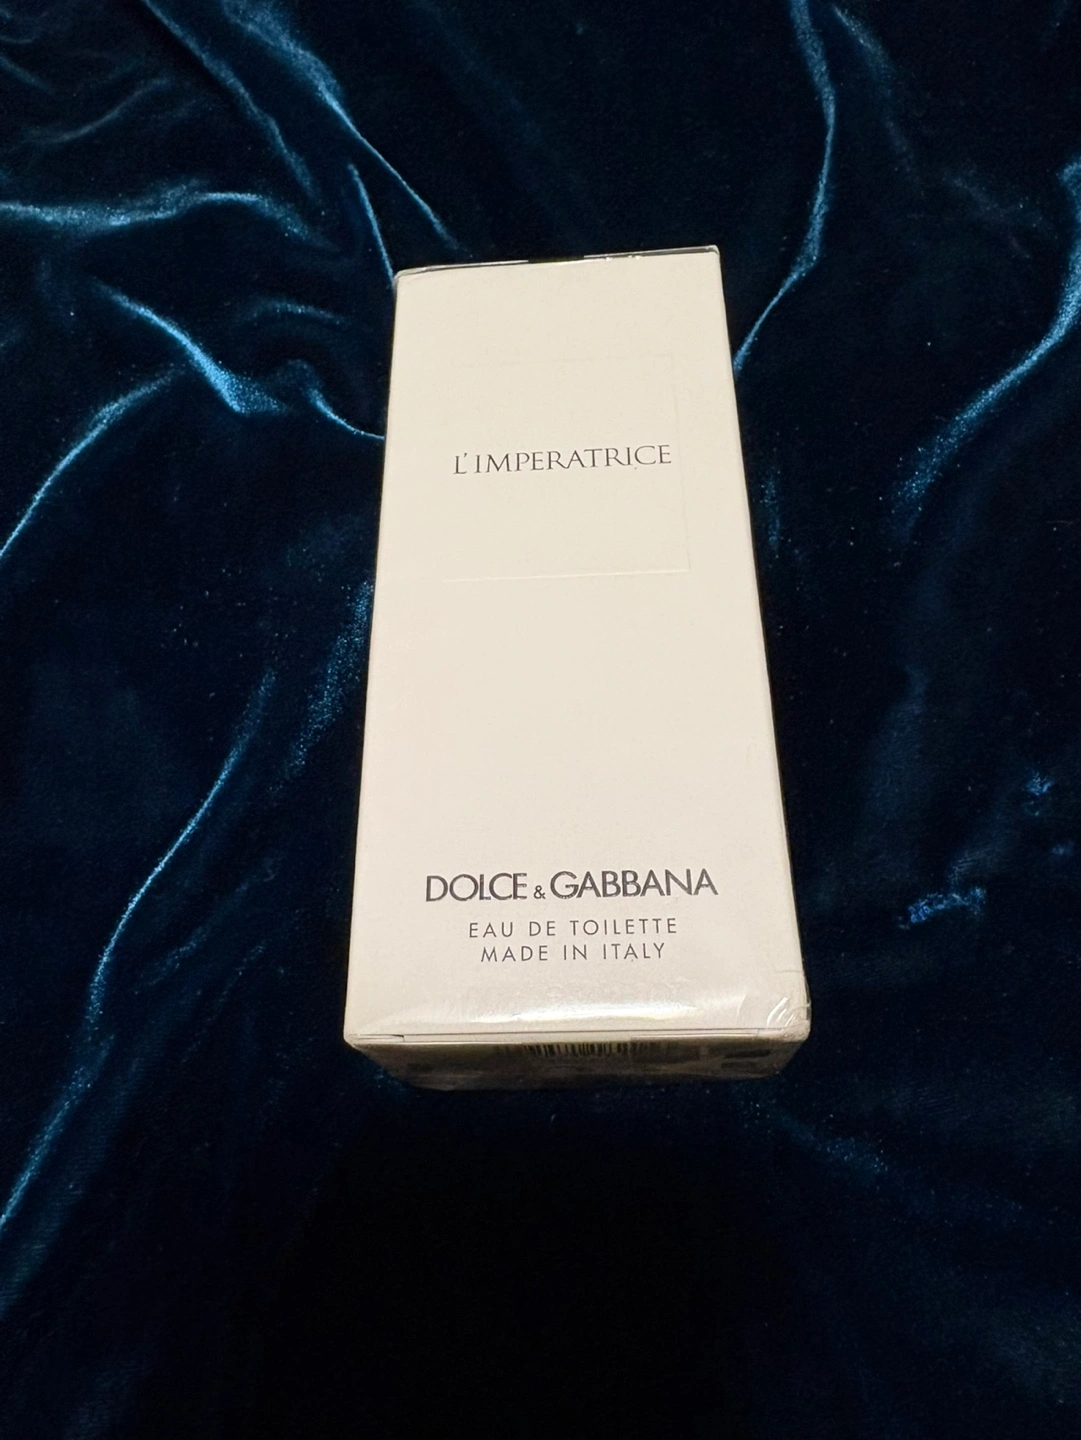 L'IMPERATRICE
DOLCE & GABBANA
EAU DE TOILETTE
MADE IN ITALY